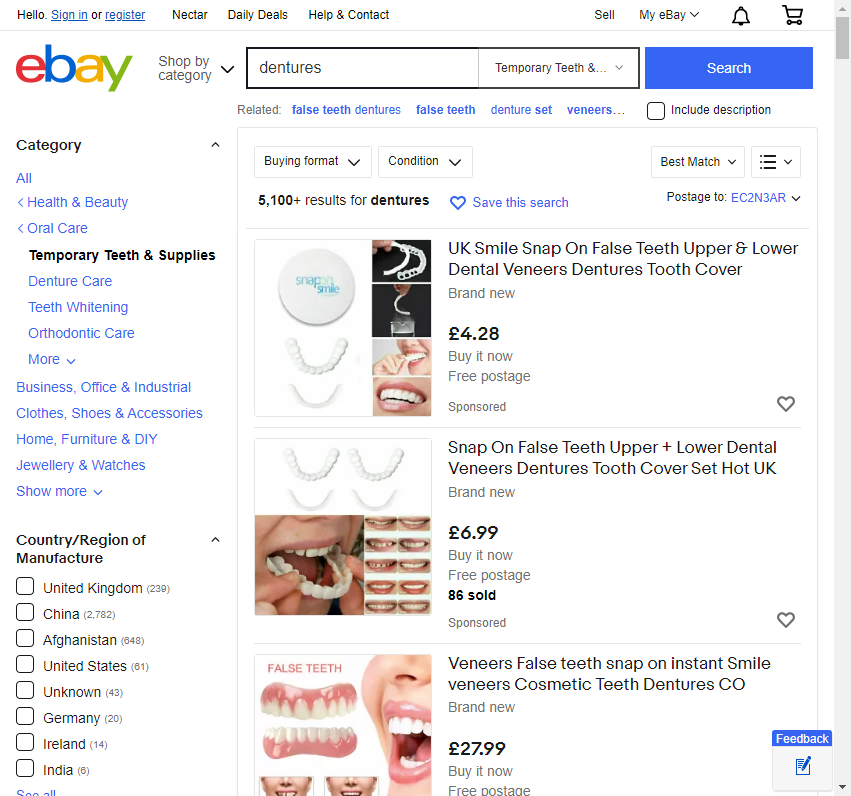 Hello. Sign in or register Nectar Daily Deals Help & Contact Sell My eBay
ebay
Shop by
category
dentures
Temporary Teeth &...
Search
Related: false teeth dentures false teeth denture set veneers... Include description
Category
All
Health & Beauty
Oral Care
Temporary Teeth & Supplies
Denture Care
Teeth Whitening
Orthodontic Care
More
Business, Office & Industrial
Clothes, Shoes & Accessories
Home, Furniture & DIY
Jewellery & Watches
Show more
Country/Region of
Manufacture
United Kingdom (239)
China (2,782)
Afghanistan (648)
United States (61)
Unknown (43)
Germany (20)
Ireland (14)
India (6)
See all
Buying format Condition Best Match
5,100+ results for dentures Save this search Postage to: EC2N3AR
snap on
smile
UK Smile Snap On False Teeth Upper & Lower
Dental Veneers Dentures Tooth Cover
Brand new
£4.28
Buy it now
Free postage
Sponsored
Snap On False Teeth Upper + Lower Dental
Veneers Dentures Tooth Cover Set Hot UK
Brand new
£6.99
Buy it now
Free postage
86 sold
Sponsored
FALSE TEETH
Veneers False teeth snap on instant Smile
veneers Cosmetic Teeth Dentures CO
Brand new
£27.99
Buy it now
Free postage
Feedback